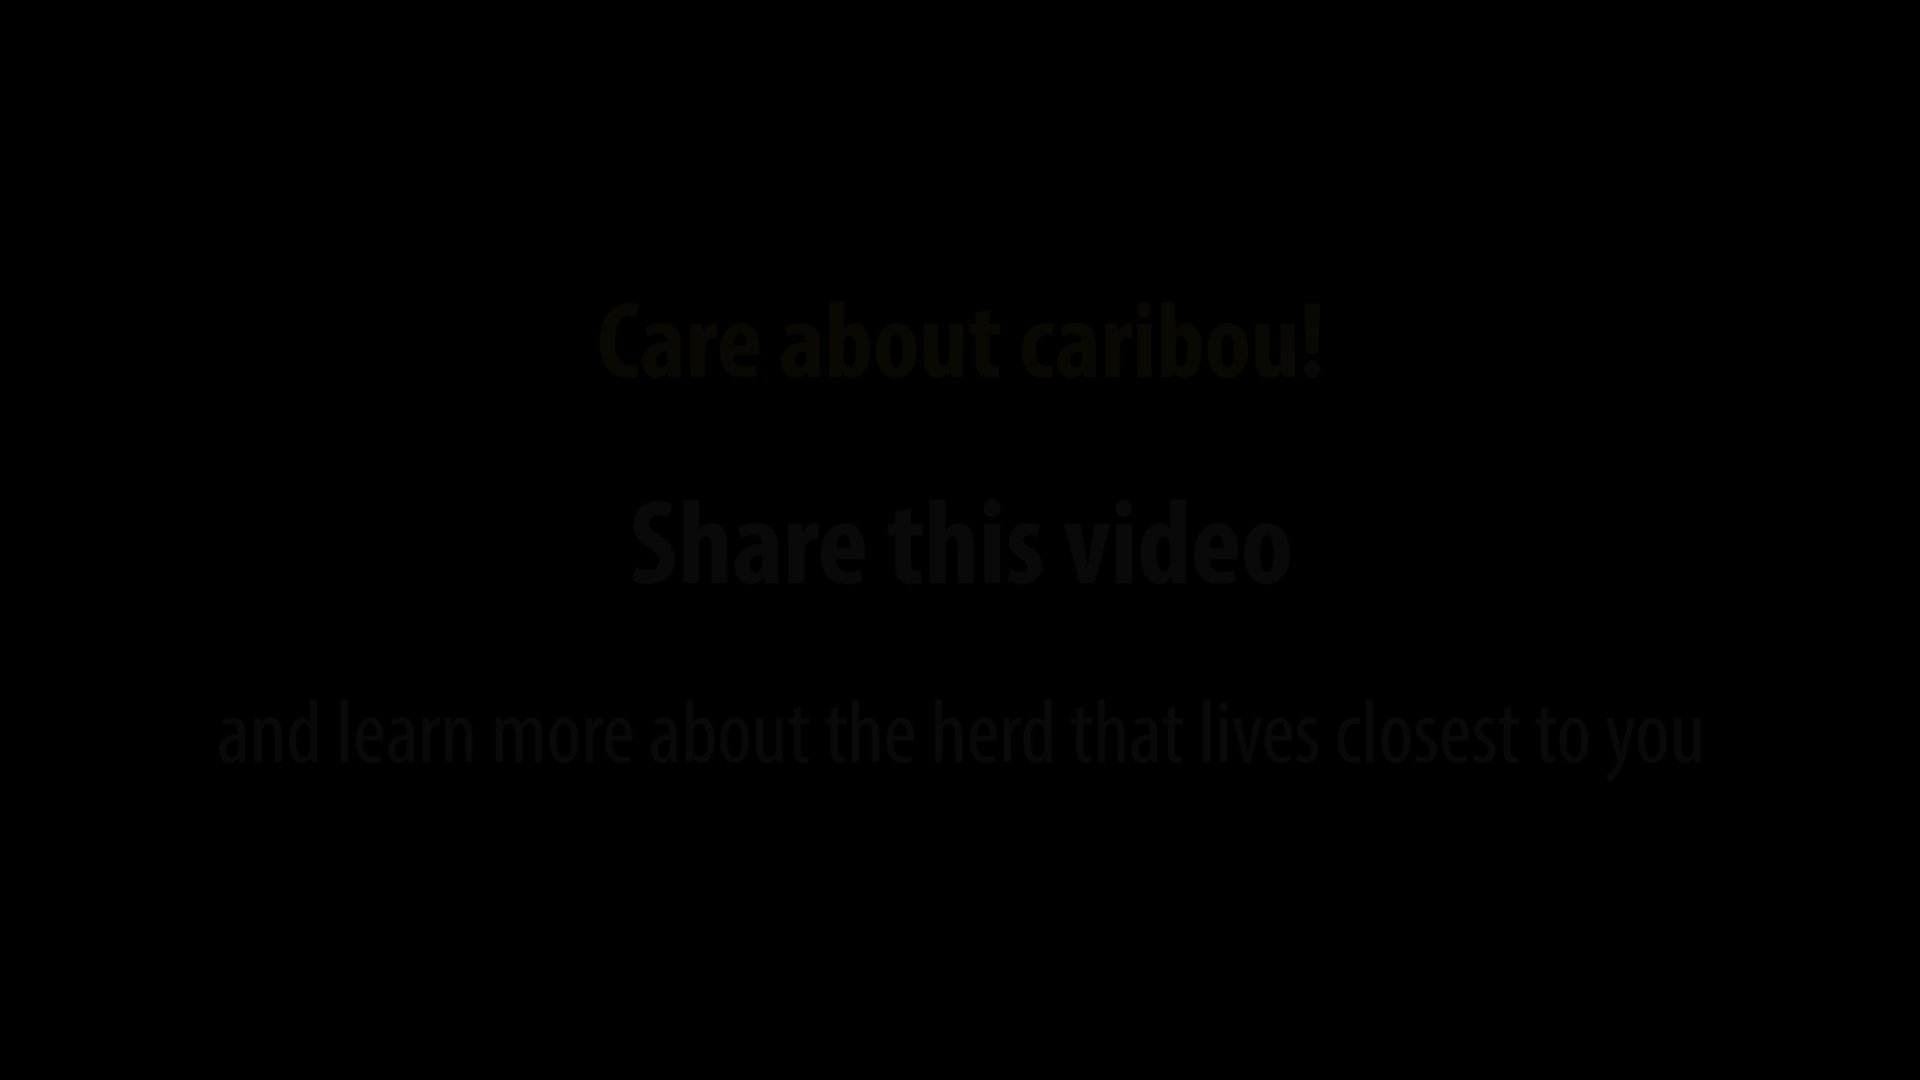 Care about caribou!
Share this video
and learn more about the herd that lives closest to you